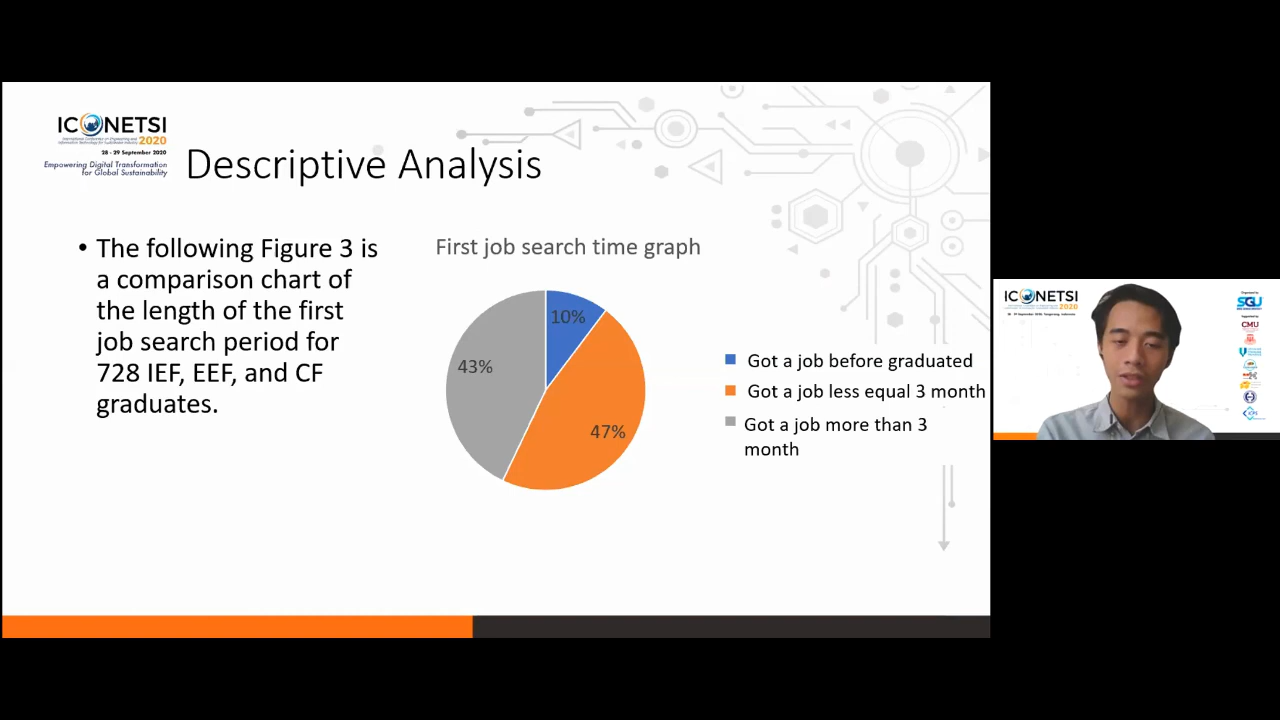 ICONETSI
2020
International Conference on Engineering and
Information Technology for Sustainable Industry
28 - 29 September 2020
Empowering Digital Transformation
for Global Sustainability
Descriptive Analysis
• The following Figure 3 is
a comparison chart of
the length of the first
job search period for
728 IEF, EEF, and CF
graduates.
First job search time graph
10%
43%
47%
Got a job before graduated
Got a job less equal 3 month
Got a job more than 3
month
ICONETSI
2020
SGU
CMU